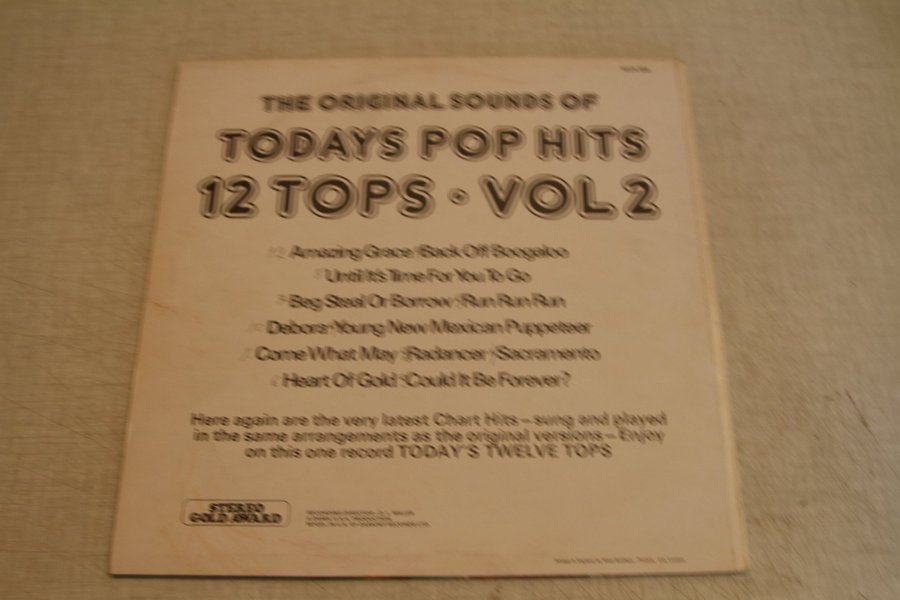 THE ORIGINAL SOUNDS OF
TODAYS POP HITS
12 TOPS • VOL 2
Amazing Grace Back Off Boogaloo
Until It's Time For You To Go
Beg Steal Or Borrow Run Run Run
Debora Young New Mexican Puppeteer
Come What May Radancer Sacramento
Heart Of Gold Could It Be Forever?
Here again are the very latest Chart Hits – sung and played
in the same arrangements as the original versions – Enjoy
on this one record TODAY'S TWELVE TOPS
STEREO
GOLD AWARD